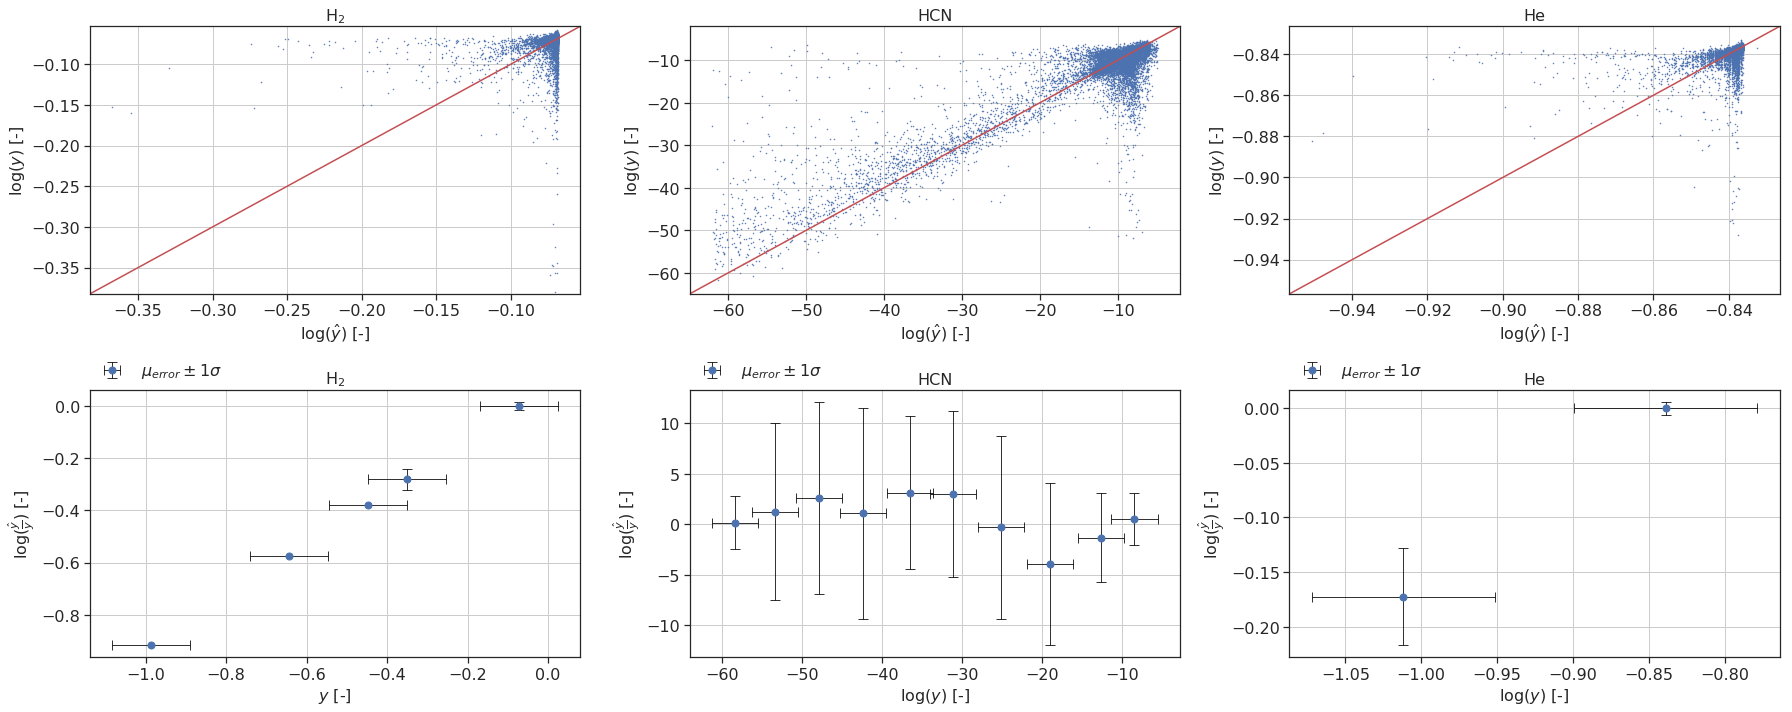 H₂
HCN
He
log(y) [-]
−0.10
−0.15
−0.20
−0.25
−0.30
−0.35
−0.35 −0.30 −0.25 −0.20 −0.15 −0.10
log(ŷ) [-]
log(y) [-]
−10
−20
−30
−40
−50
−60
−60 −50 −40 −30 −20 −10
log(ŷ) [-]
log(y) [-]
−0.84
−0.86
−0.88
−0.90
−0.92
−0.94
−0.94 −0.92 −0.90 −0.88 −0.86 −0.84
log(ŷ) [-]
μerror ± 1σ
H₂
log(ŷ/y) [-]
0.0
−0.2
−0.4
−0.6
−0.8
−1.0 −0.8 −0.6 −0.4 −0.2 0.0
y [-]
μerror ± 1σ
HCN
log(ŷ/y) [-]
10
5
0
−5
−10
−60 −50 −40 −30 −20 −10
log(y) [-]
μerror ± 1σ
He
log(ŷ/y) [-]
0.00
−0.05
−0.10
−0.15
−0.20
−1.05 −1.00 −0.95 −0.90 −0.85 −0.80
log(y) [-]